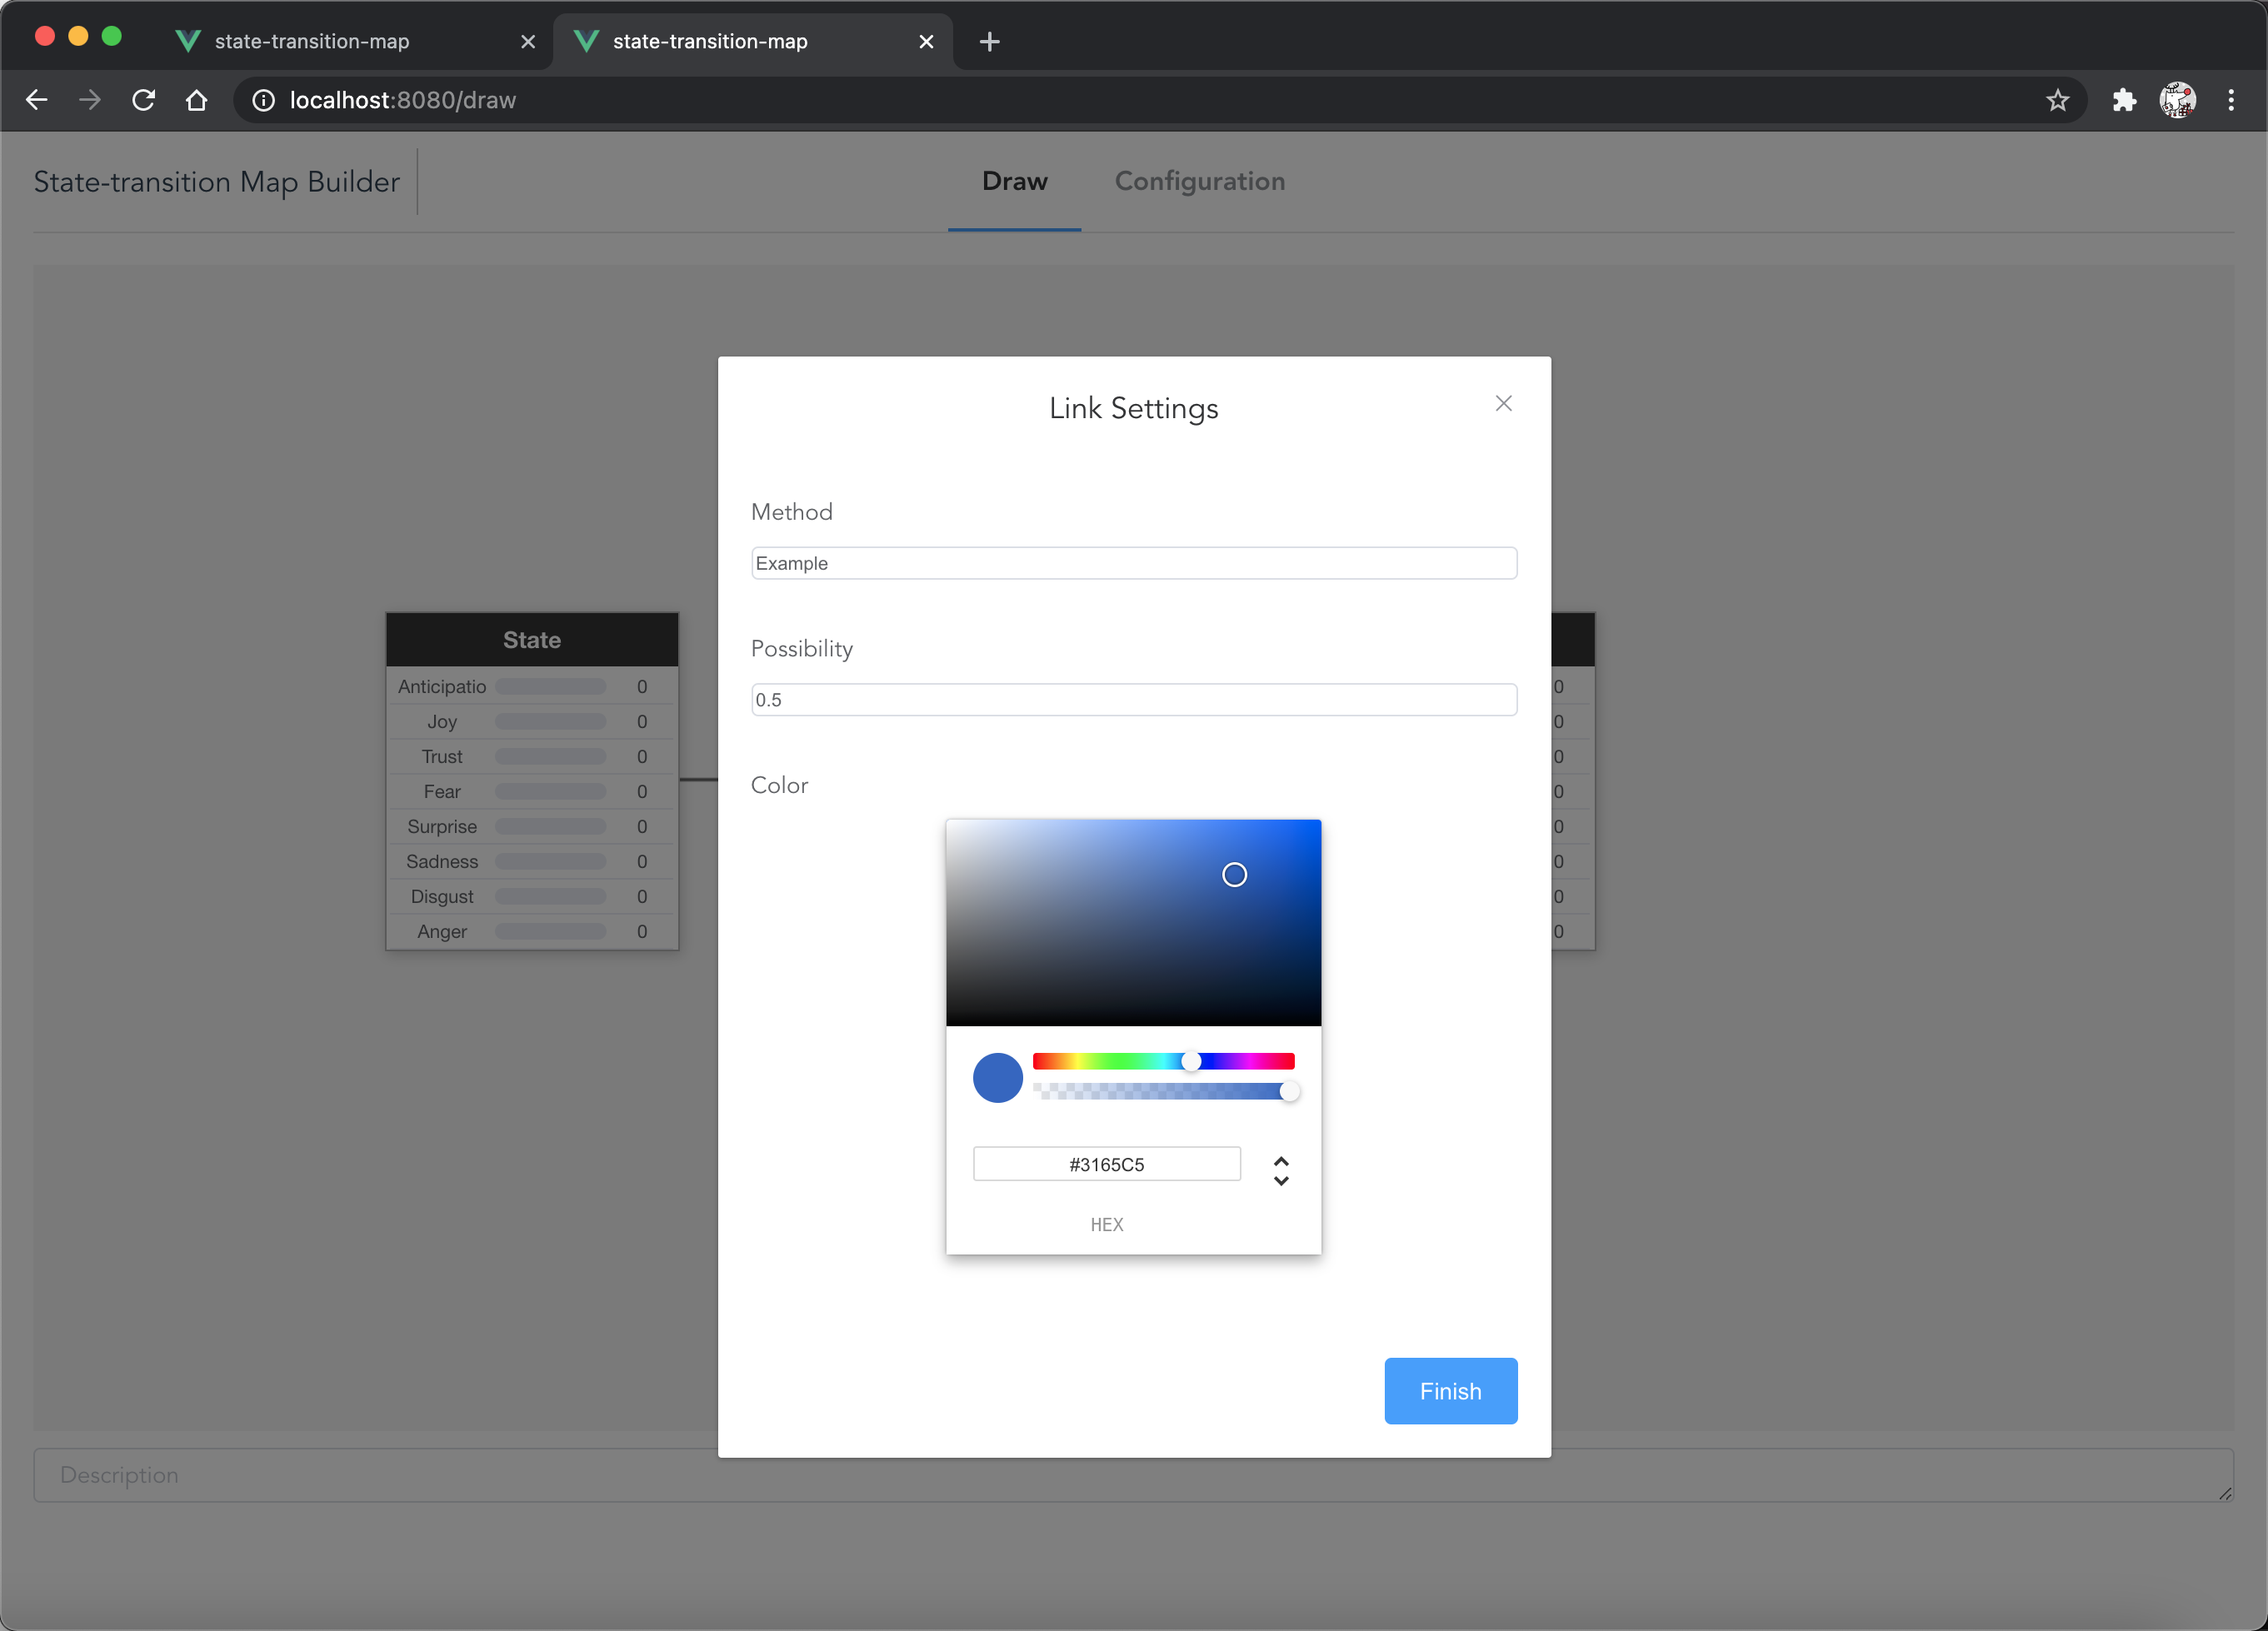 state-transition-map
state-transition-map
localhost:8080/draw
State-transition Map Builder
Draw
Configuration
Link Settings
Method
Example
Possibility
0.5
Color
#3165C5
HEX
Finish
State
Anticipatio 0
Joy 0
Trust 0
Fear 0
Surprise 0
Sadness 0
Disgust 0
Anger 0
0
0
0
0
0
0
0
0
Description